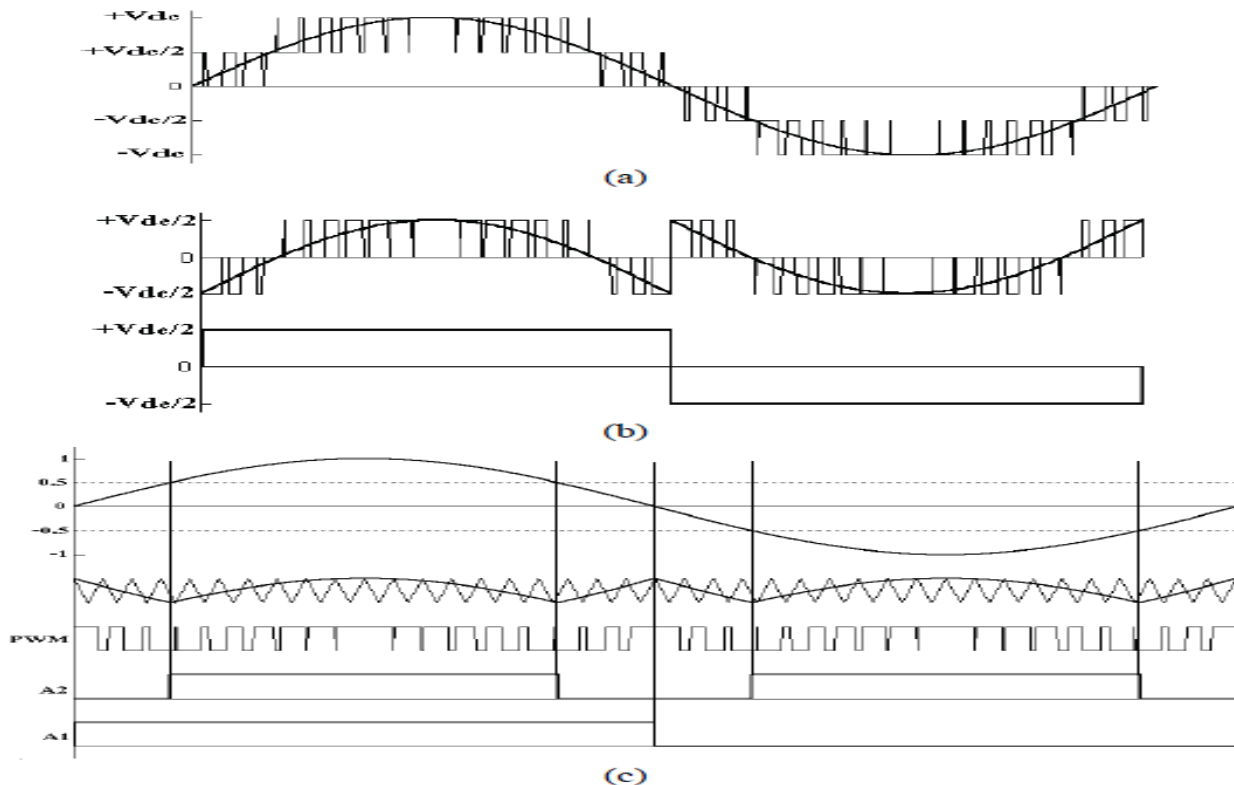 +Vdc
+Vdc/2
0
-Vdc/2
-Vdc
(a)
+Vdc/2
0
-Vdc/2
+Vdc/2
0
-Vdc/2
(b)
1
0.5
0
-0.5
-1
PWM
A2
A1
(c)